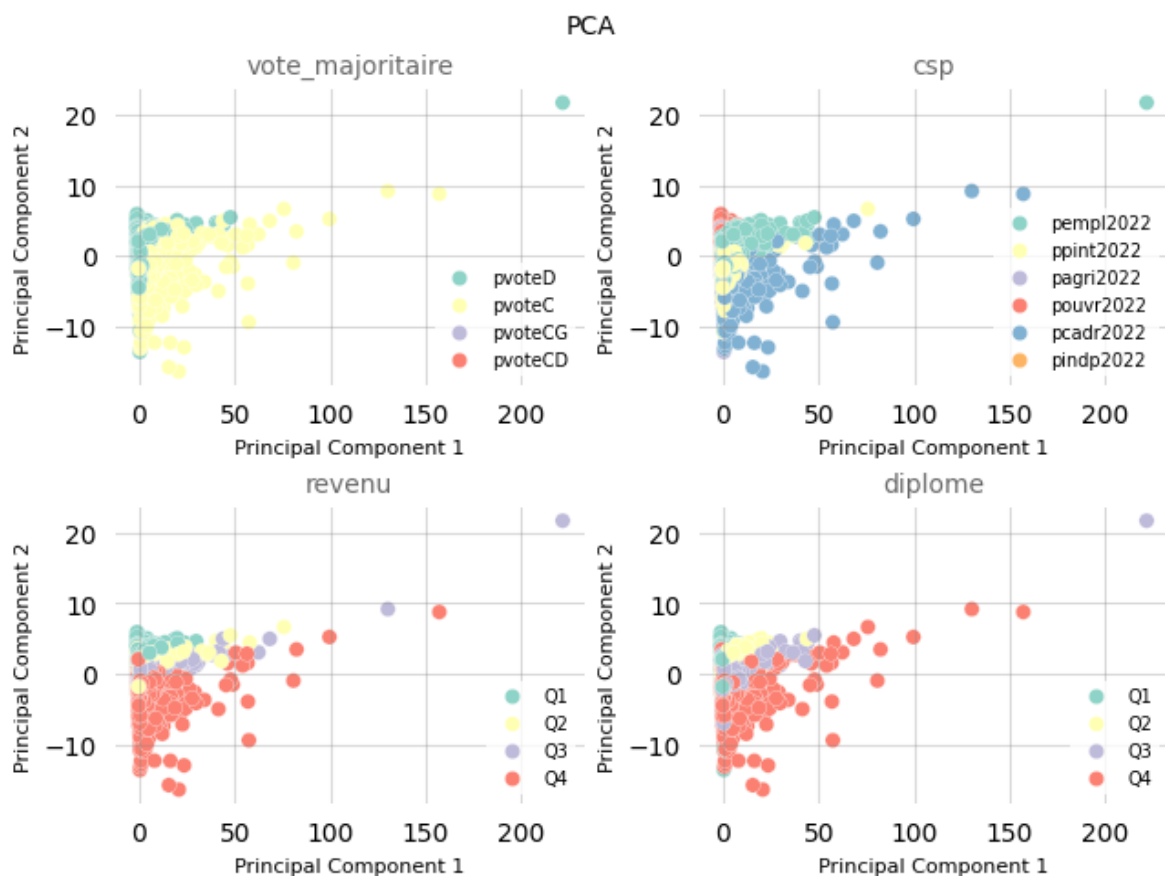 PCA
vote_majoritaire
Principal Component 2
20
10
0
−10
pvoteD
pvoteC
pvoteCG
pvoteCD
0 50 100 150 200
Principal Component 1
csp
Principal Component 2
20
10
0
−10
pempl2022
ppint2022
pagri2022
pouvr2022
pcadr2022
pindp2022
0 50 100 150 200
Principal Component 1
revenu
Principal Component 2
20
10
0
−10
Q1
Q2
Q3
Q4
0 50 100 150 200
Principal Component 1
diplome
Principal Component 2
20
10
0
−10
Q1
Q2
Q3
Q4
0 50 100 150 200
Principal Component 1